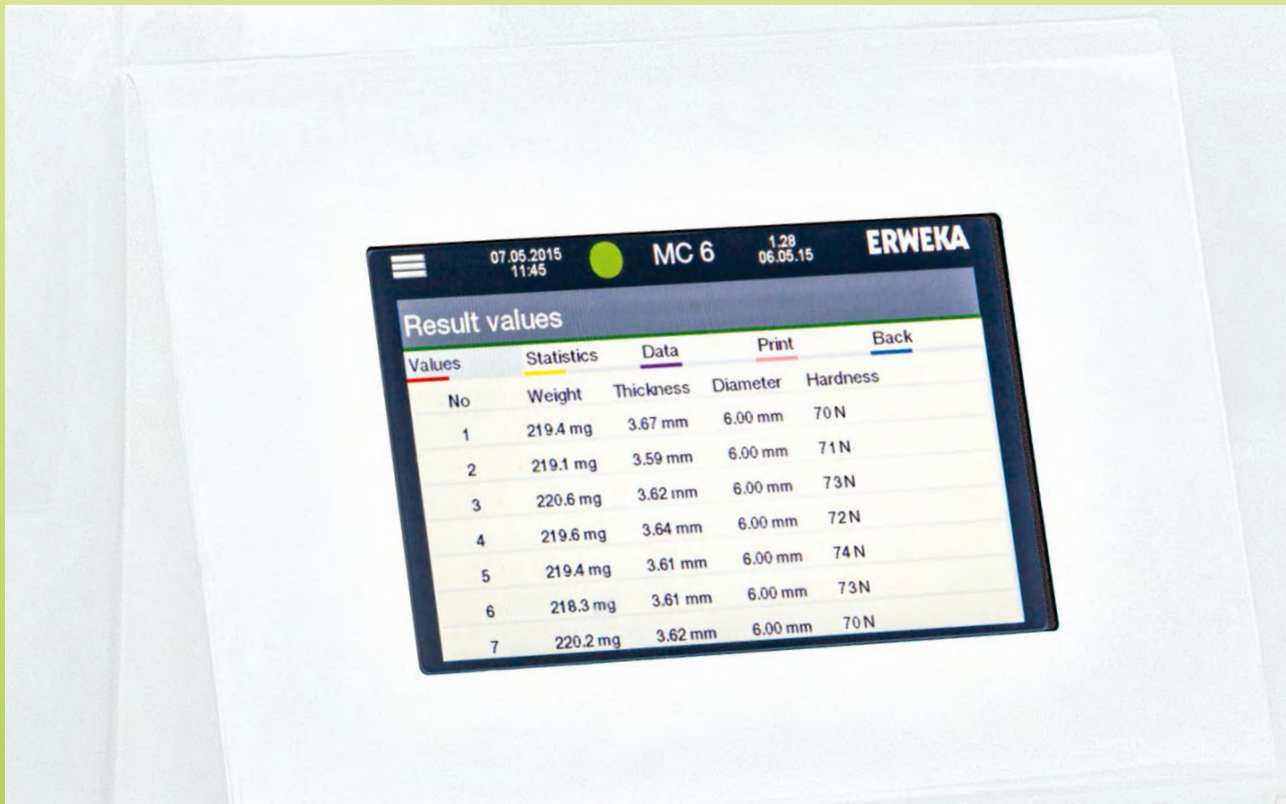 07.05.2015 11:45 MC 6 1.28 06.05.15 ERWEKA
Result values
Values Statistics Data Print Back
No Weight Thickness Diameter Hardness
1 219.4 mg 3.67 mm 6.00 mm 70 N
2 219.1 mg 3.59 mm 6.00 mm 71 N
3 220.6 mg 3.62 mm 6.00 mm 73 N
4 219.6 mg 3.64 mm 6.00 mm 72 N
5 219.4 mg 3.61 mm 6.00 mm 74 N
6 218.3 mg 3.61 mm 6.00 mm 73 N
7 220.2 mg 3.62 mm 6.00 mm 70 N